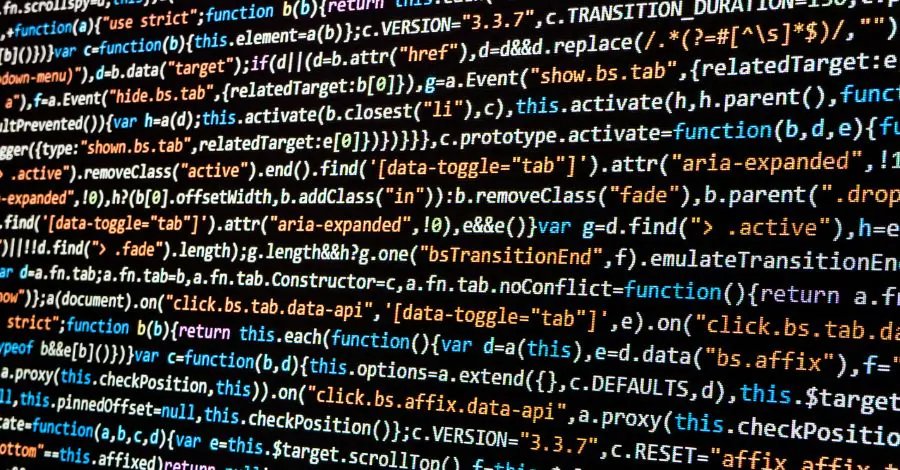 .fn.scrollspy=b,this},a(
,+function(a){"use strict";function b(b){return this.e
[b]()})}var c=function(b){this.element=a(b)};c.VERSION="3.3.7",c.TRANSITION_DURATION=150,c.p
down-menu)"),d=b.data("target");if(d||(d=b.attr("href"),d=d&&d.replace(/.*(?=#[^\s]*$)/,"")
a"),f=a.Event("hide.bs.tab",{relatedTarget:b[0]}),g=a.Event("show.bs.tab",{relatedTarget:e
ultPrevented()){var h=a(d);this.activate(b.closest("li"),c),this.activate(h,h.parent(),funct
gger({type:"shown.bs.tab",relatedTarget:e[0]})})}}},c.prototype.activate=function(b,d,e){fu
> .active").removeClass("active").end().find('[data-toggle="tab"]').attr("aria-expanded",!1
-expanded",!0),h?(b[0].offsetWidth,b.addClass("in")):b.removeClass("fade"),b.parent(".drop
.find('[data-toggle="tab"]').attr("aria-expanded",!0),e&&e()}var g=d.find("> .active"),h=e
")||!!d.find("> .fade").length);g.length&&h?g.one("bsTransitionEnd",f).emulateTransitionEn
ar d=a.fn.tab;a.fn.tab=b,a.fn.tab.Constructor=c,a.fn.tab.noConflict=function(){return a.f
how")};a(document).on("click.bs.tab.data-api",'[data-toggle="tab"]',e).on("click.bs.tab.da
strict";function b(b){return this.each(function(){var d=a(this),e=d.data("bs.affix"),f="
ypeof b&&e[b]()})}var c=function(b,d){this.options=a.extend({},c.DEFAULTS,d),this.$target
a.proxy(this.checkPosition,this)).on("click.bs.affix.data-api",a.proxy(this.checkPositio
ll,this.pinnedOffset=null,this.checkPosition()};c.VERSION="3.3.7",c.RESET="affix affix-t
tate=function(a,b,c,d){var e=this.$target.scrollTop(),f=this.$
ottom"==this.affixed)return null